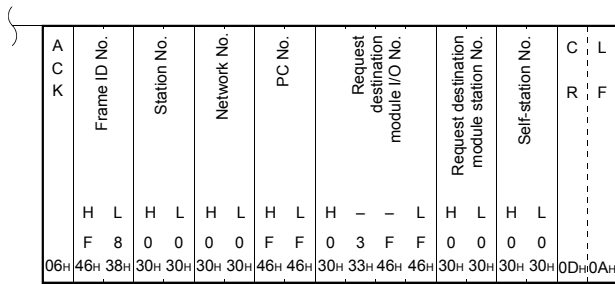 A
C
K
Frame ID No.
Station No.
Network No.
PC No.
Request
destination
module I/O No.
Request destination
module station No.
Self-station No.
C
R
L
F
H L H L H L H L H – – L H L H L
F 8 0 0 0 0 F F 0 3 F F 0 0 0 0
06H 46H 38H 30H 30H 30H 30H 46H 46H 30H 33H 46H 46H 30H 30H 30H 30H 0DH 0AH